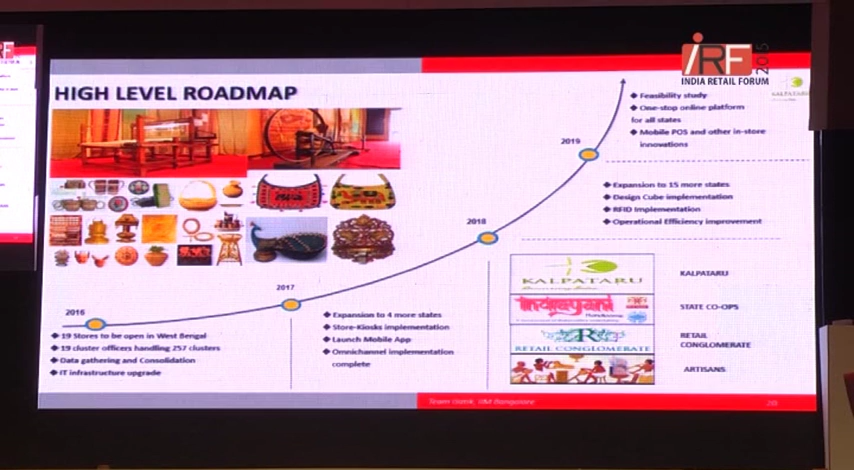 iRF
2015
INDIA RETAIL FORUM
HIGH LEVEL ROADMAP
Feasibility study
One-stop online platform
for all states
Mobile POS and other in-store
innovations
2019
Expansion to 15 more states
Design Cube implementation
RFID Implementation
Operational Efficiency improvement
2018
2017
2016
19 Stores to be open in West Bengal
19 cluster officers handling 257 clusters
Data gathering and Consolidation
IT infrastructure upgrade
Expansion to 4 more states
Store-Kiosks implementation
Launch Mobile App
Omnichannel implementation
complete
KALPATARU
KALPATARU
STATE CO-OPS
R
RETAIL CONGLOMERATE
RETAIL
CONGLOMERATE
ARTISANS
IIM Bangalore
20